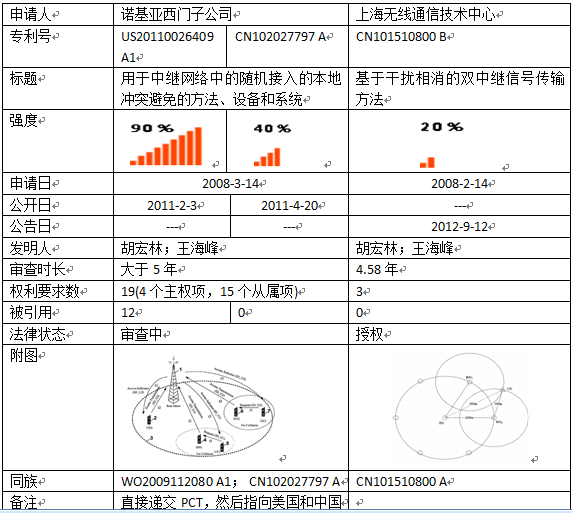 申请人 诺基亚西门子公司 上海无线通信技术中心
专利号 US20110026409 A1 CN102027797 A CN101510800 B
标题 用于中继网络中的随机接入的本地冲突避免的方法、设备和系统 基于干扰相消的双中继信号传输方法
强度 90% 40% 20%
申请日 2008-3-14 2008-2-14
公开日 2011-2-3 2011-4-20 ---
公告日 --- --- 2012-9-12
发明人 胡宏林；王海峰 胡宏林；王海峰
审查时长 大于 5 年 4.58 年
权利要求数 19(4 个主权项，15 个从属项) 3
被引用 12 0 0
法律状态 审查中 授权
附图
同族 WO2009112080 A1； CN102027797 A CN101510800 A
备注 直接递交 PCT，然后指向美国和中国